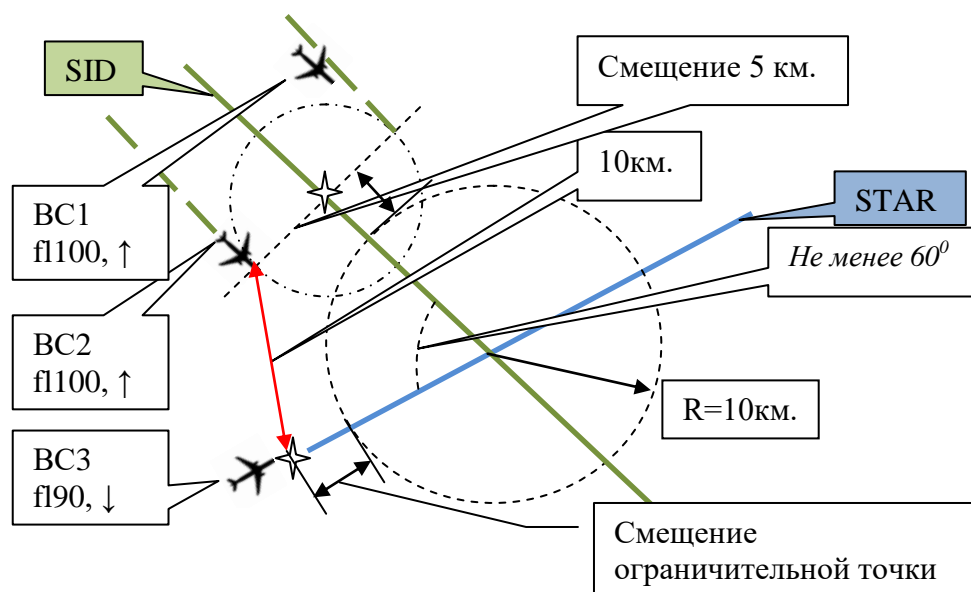 SID
Смещение 5 км.
10км.
ВС1
fl100, ↑
STAR
Не менее 60⁰
ВС2
fl100, ↑
R=10км.
ВС3
fl90, ↓
Смещение
ограничительной точки